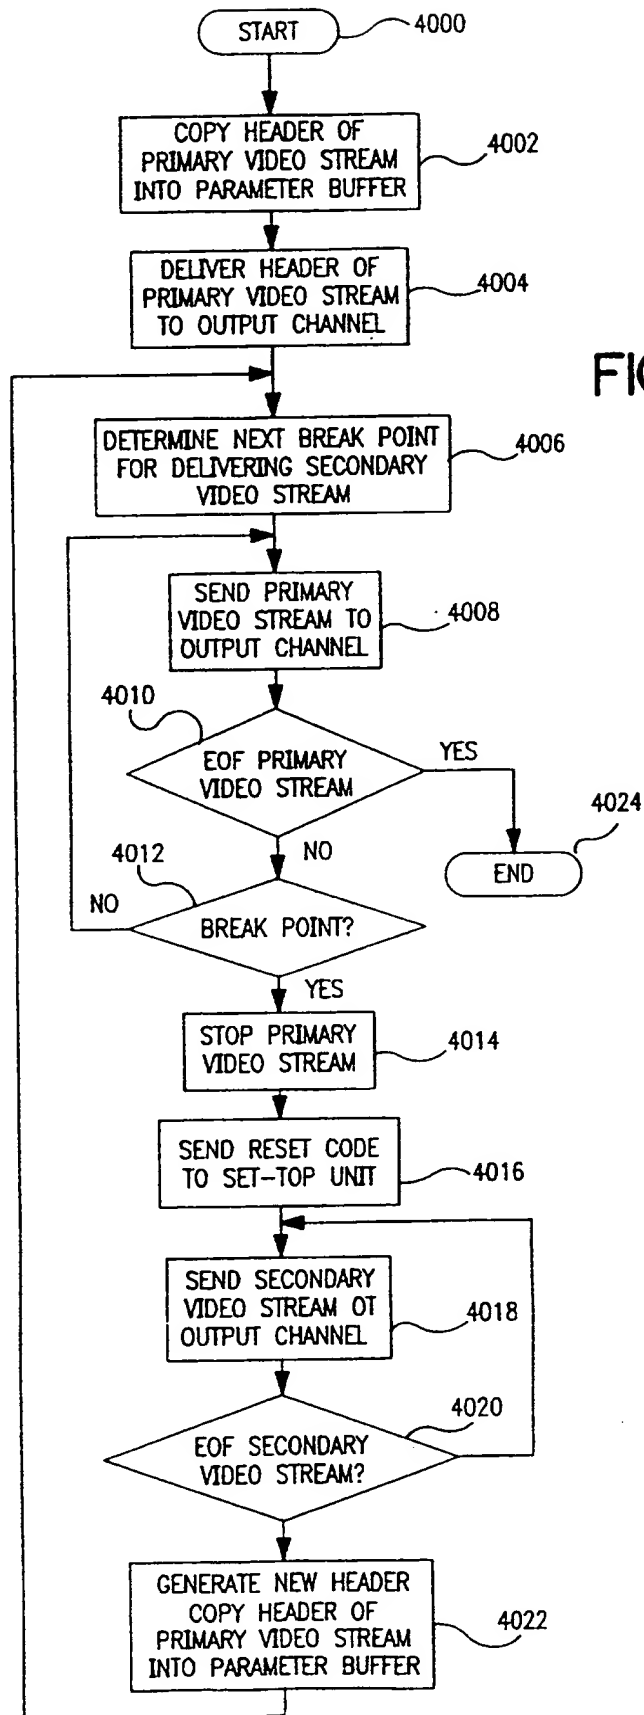 START
4000
COPY HEADER OF
PRIMARY VIDEO STREAM
INTO PARAMETER BUFFER
4002
DELIVER HEADER OF
PRIMARY VIDEO STREAM
TO OUTPUT CHANNEL
4004
FIG
DETERMINE NEXT BREAK POINT
FOR DELIVERING SECONDARY
VIDEO STREAM
4006
SEND PRIMARY
VIDEO STREAM TO
OUTPUT CHANNEL
4008
4010
EOF PRIMARY
VIDEO STREAM
YES
4024
END
NO
4012
NO
BREAK POINT?
YES
STOP PRIMARY
VIDEO STREAM
4014
SEND RESET CODE
TO SET-TOP UNIT
4016
SEND SECONDARY
VIDEO STREAM OT
OUTPUT CHANNEL
4018
4020
EOF SECONDARY
VIDEO STREAM?
GENERATE NEW HEADER
COPY HEADER OF
PRIMARY VIDEO STREAM
INTO PARAMETER BUFFER
4022